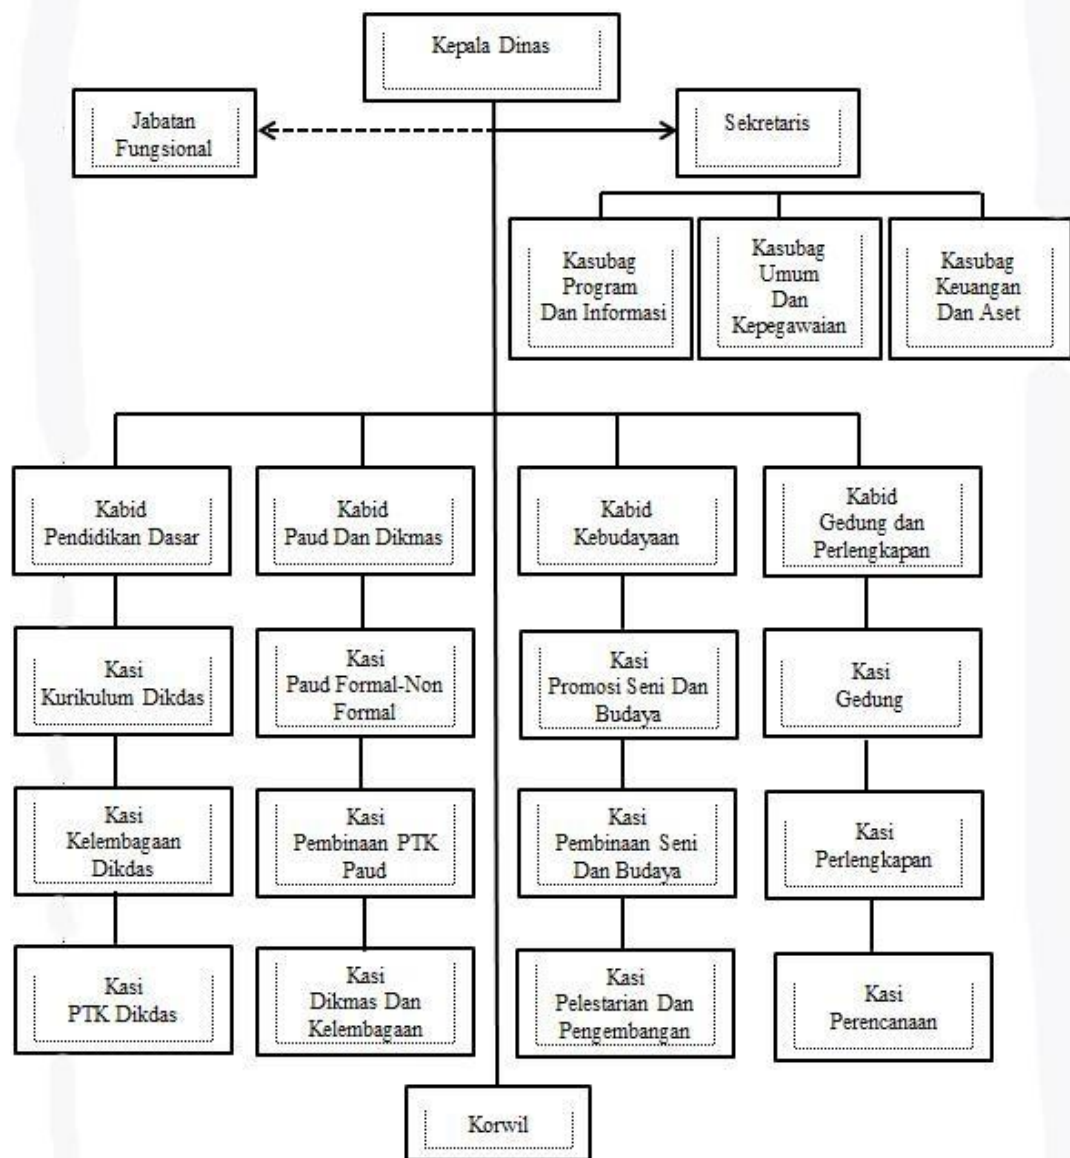 Kepala Dinas
Jabatan
Fungsional
Sekretaris
Kasubag
Program
Dan Informasi
Kasubag
Umum
Dan
Kepegawaian
Kasubag
Keuangan
Dan Aset
Kabid
Pendidikan Dasar
Kabid
Paud Dan Dikmas
Kabid
Kebudayaan
Kabid
Gedung dan
Perlengkapan
Kasi
Kurikulum Dikdas
Kasi
Paud Formal-Non
Formal
Kasi
Promosi Seni Dan
Budaya
Kasi
Gedung
Kasi
Kelembagaan
Dikdas
Kasi
Pembinaan PTK
Paud
Kasi
Pembinaan Seni
Dan Budaya
Kasi
Perlengkapan
Kasi
PTK Dikdas
Kasi
Dikmas Dan
Kelembagaan
Kasi
Pelestarian Dan
Pengembangan
Kasi
Perencanaan
Korwil